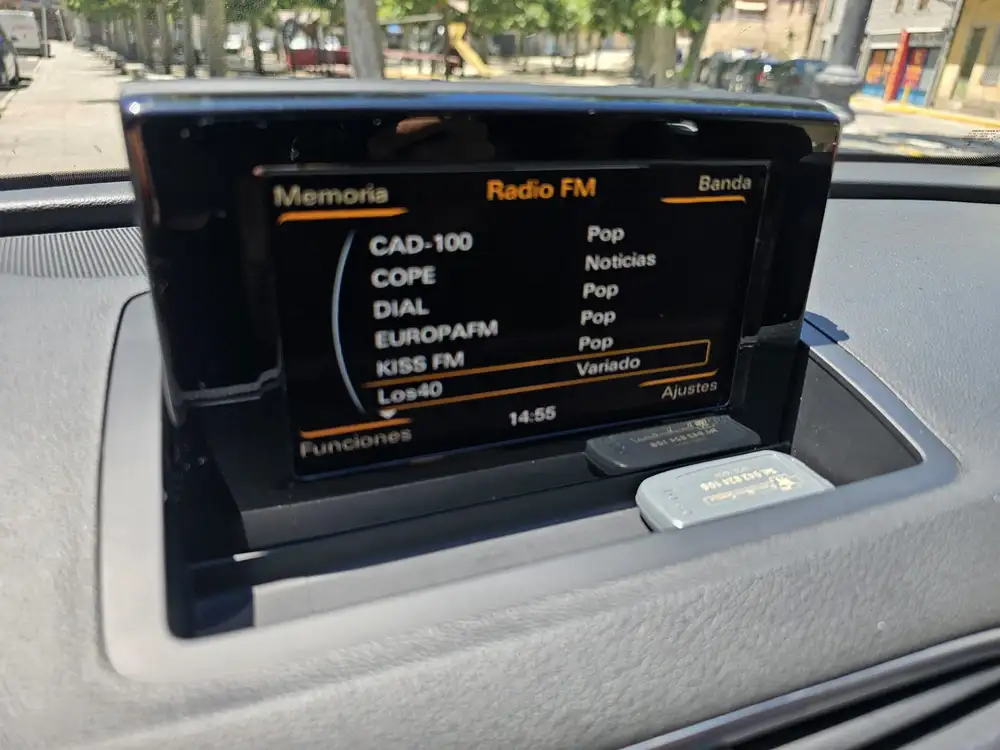 Memoria Radio FM Banda
CAD-100 Pop
COPE Noticias
DIAL Pop
EUROPAFM Pop
KISS FM Pop
Los40 Variado
Funciones 14:55 Ajustes